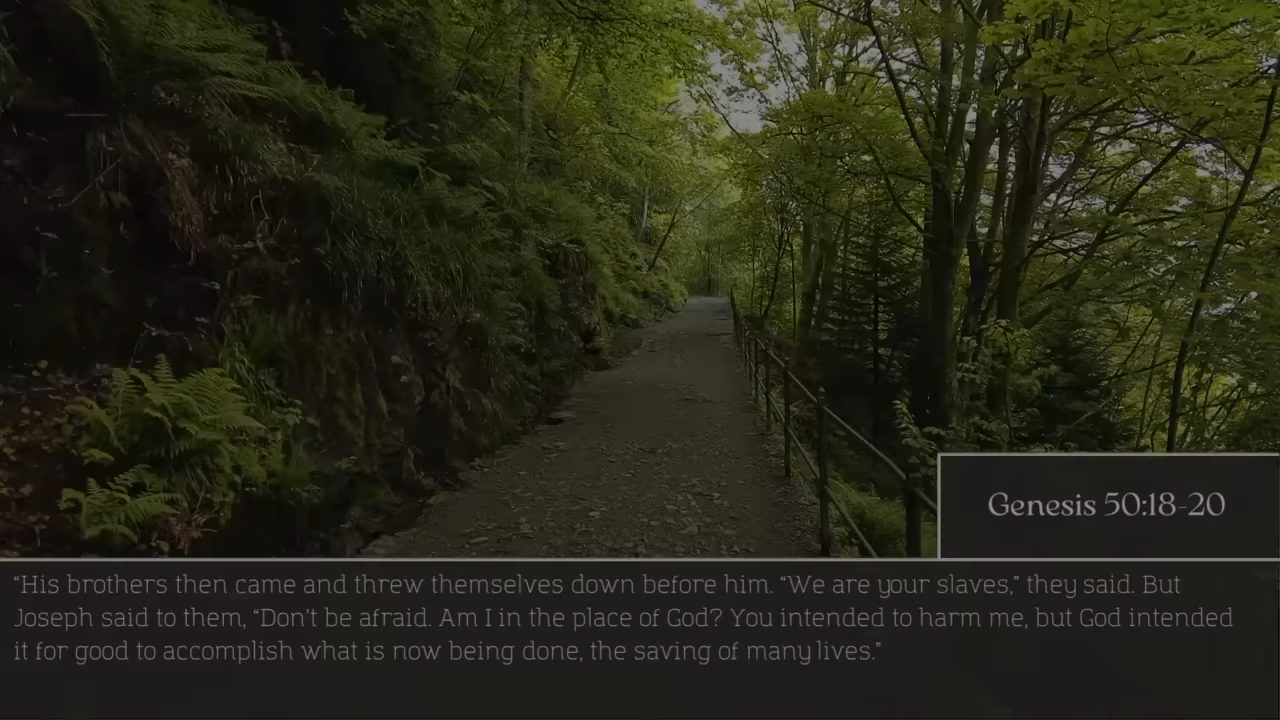 Genesis 50:18-20
“His brothers then came and threw themselves down before him. “We are your slaves,” they said. But
Joseph said to them, “Don’t be afraid. Am I in the place of God? You intended to harm me, but God intended
it for good to accomplish what is now being done, the saving of many lives.”